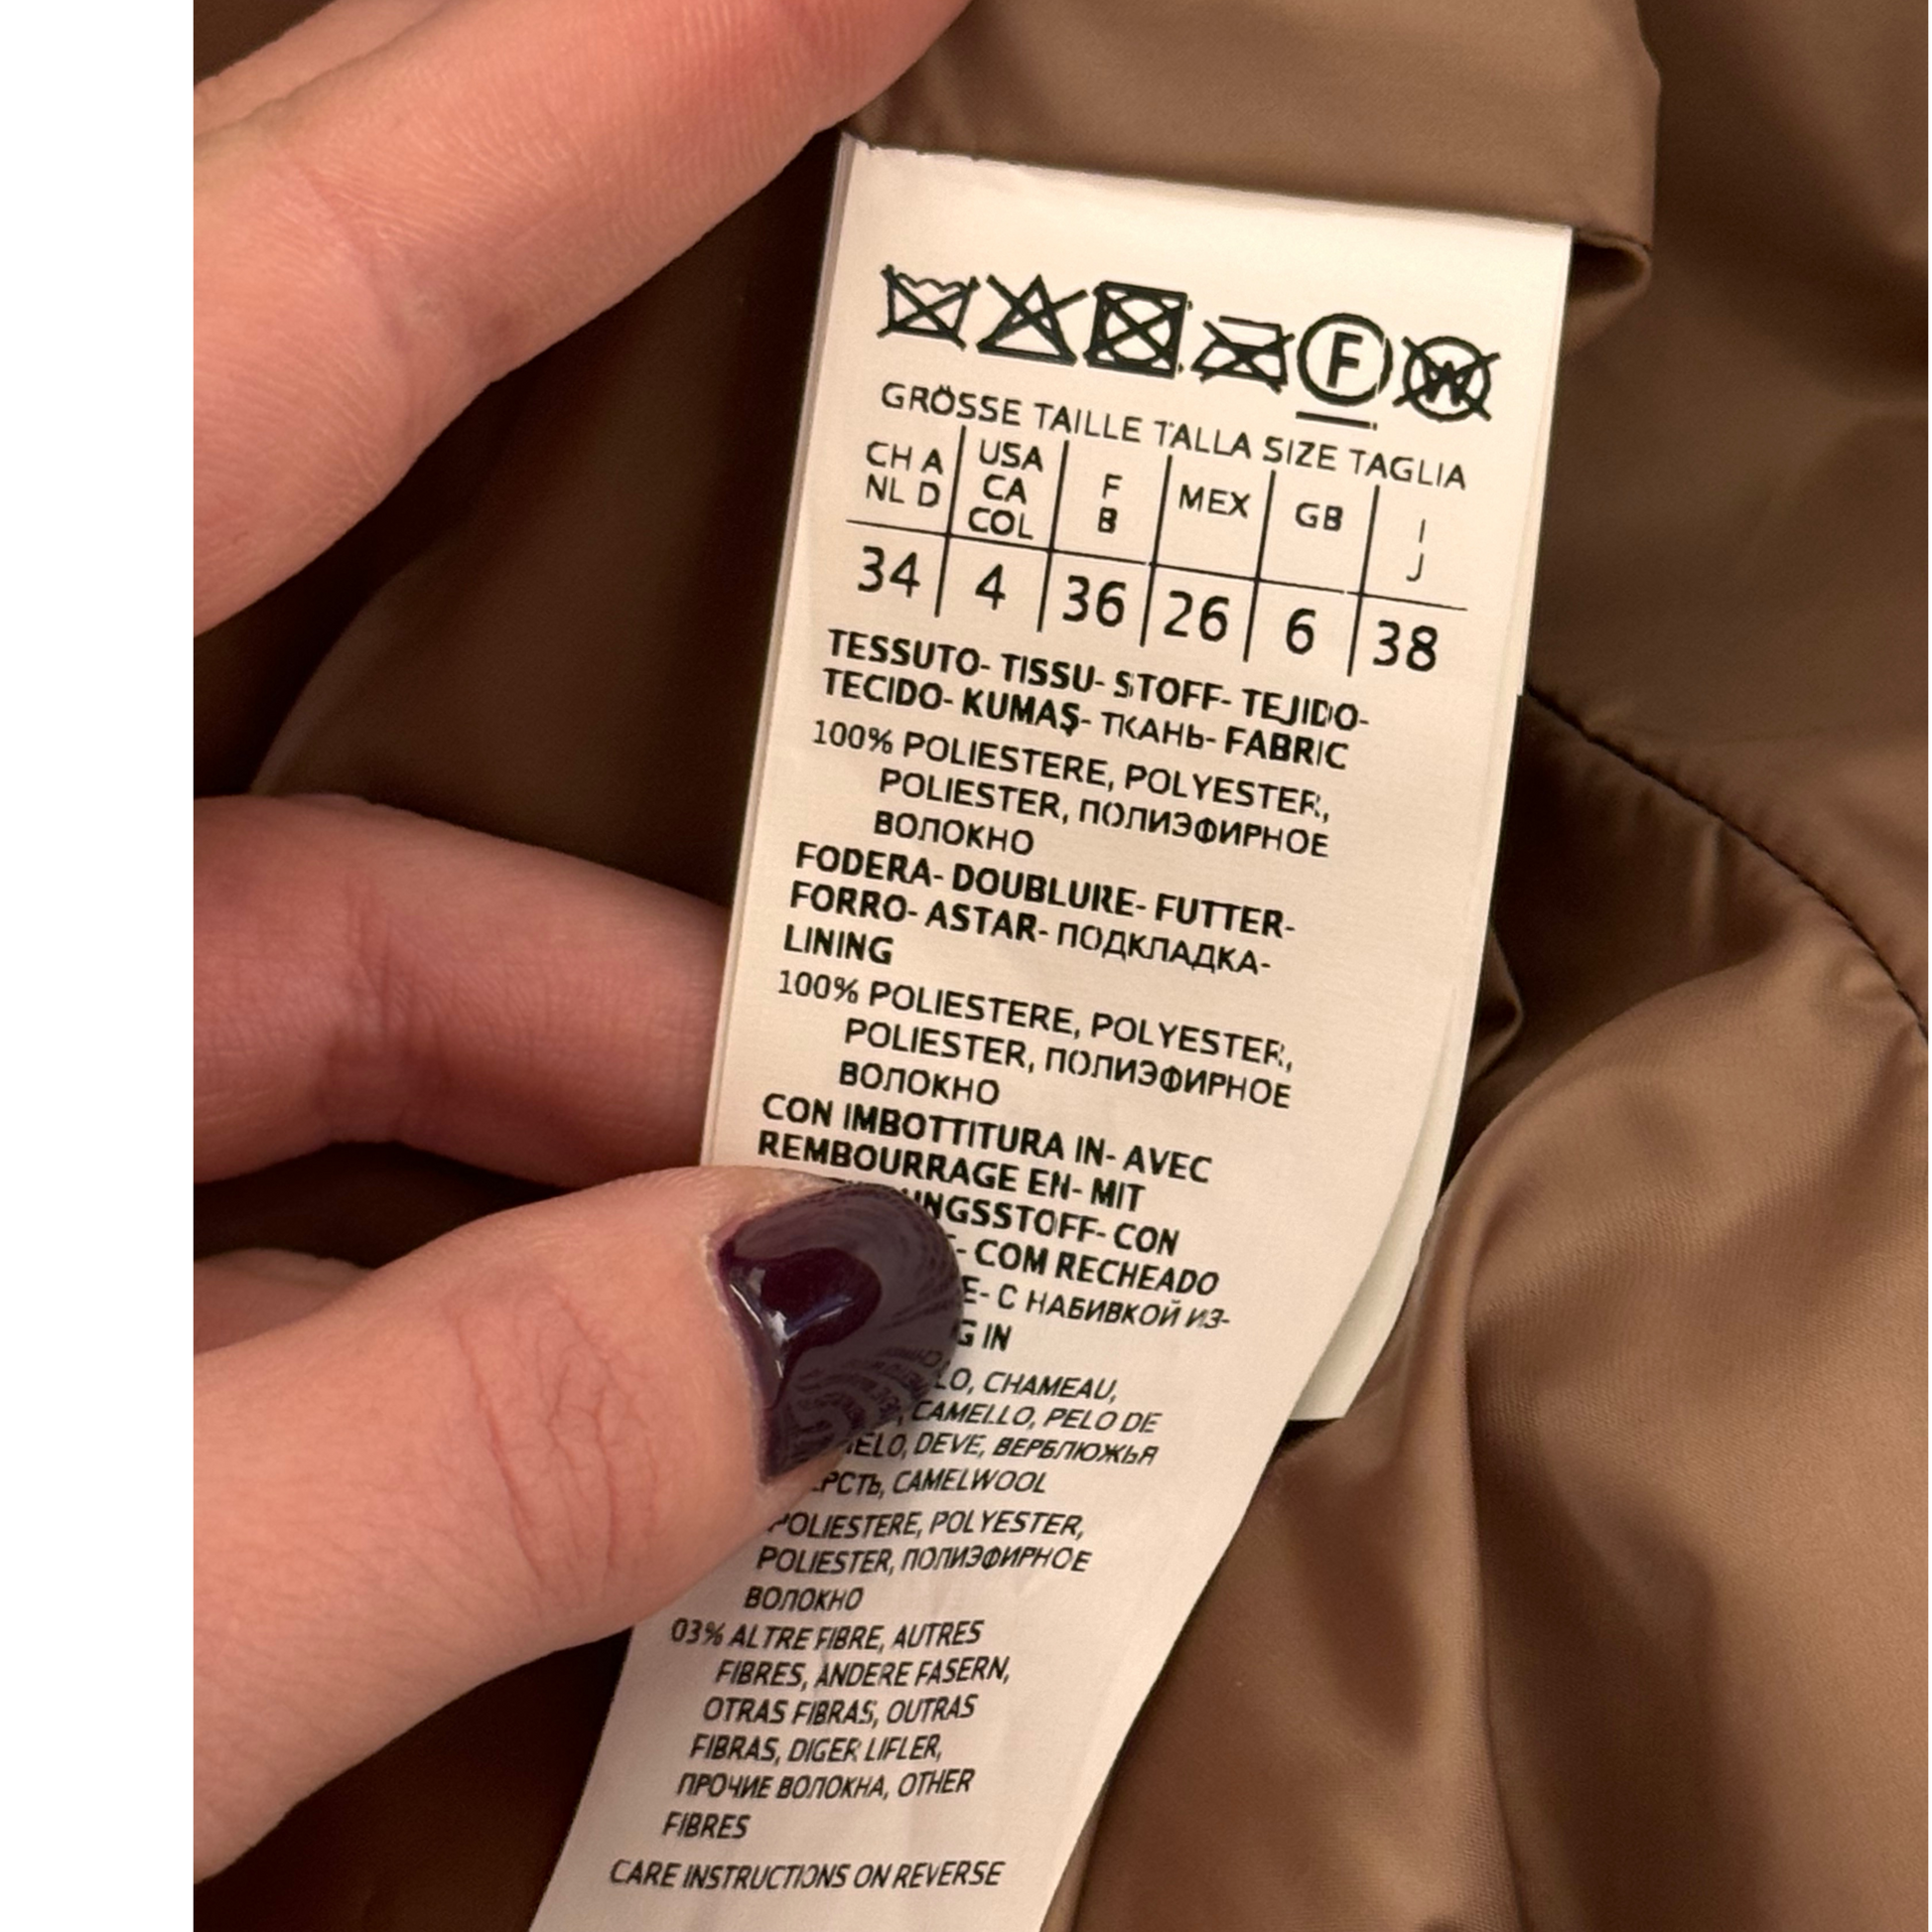 F W
GRÖSSE TAILLE TALLA SIZE TAGLIA
CH A NL D USA CA COL F B MEX GB I J
34 4 36 26 6 38
TESSUTO- TISSU- STOFF- TEJIDO-
TECIDO- KUMAŞ- ТКАНЬ- FABRIC
100% POLIESTERE, POLYESTER,
POLIESTER, ПОЛИЭФИРНОЕ
ВОЛОКНО
FODERA- DOUBLURE- FUTTER-
FORRO- ASTAR- ПОДКЛАДКА-
LINING
100% POLIESTERE, POLYESTER,
POLIESTER, ПОЛИЭФИРНОЕ
ВОЛОКНО
CON IMBOTTITURA IN- AVEC
REMBOURRAGE EN- MIT
CON
- COM RECHEADO
- С НАБИВКОЙ ИЗ-
IN
CHAMEAU,
CAMELLO, PELO DE
DEVE, ВЕРБЛЮЖЬЯ
CAMELWOOL
POLIESTERE, POLYESTER,
POLIESTER, ПОЛИЭФИРНОЕ
ВОЛОКНО
03% ALTRE FIBRE, AUTRES
FIBRES, ANDERE FASERN,
OTRAS FIBRAS, OUTRAS
FIBRAS, DIGER LIFLER,
ПРОЧИЕ ВОЛОКНА, OTHER
FIBRES
CARE INSTRUCTIONS ON REVERSE